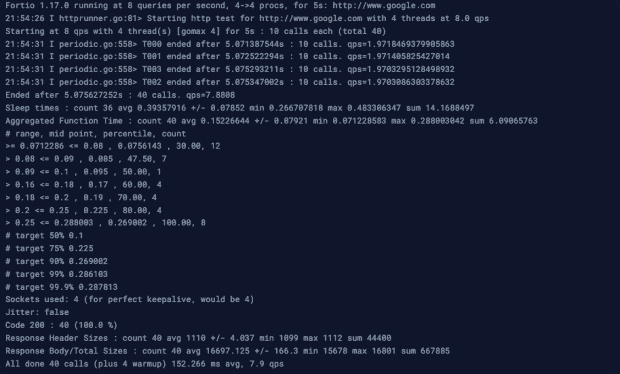 Fortio 1.17.0 running at 8 queries per second, 4->4 procs, for 5s: http://www.google.com
21:54:26 I httprunner.go:81> Starting http test for http://www.google.com with 4 threads at 8.0 qps
Starting at 8 qps with 4 thread(s) [gomax 4] for 5s : 10 calls each (total 40)
21:54:31 I periodic.go:558> T000 ended after 5.071387544s : 10 calls. qps=1.9718469379905863
21:54:31 I periodic.go:558> T001 ended after 5.072522294s : 10 calls. qps=1.971405825427014
21:54:31 I periodic.go:558> T003 ended after 5.075293211s : 10 calls. qps=1.9703295128498932
21:54:31 I periodic.go:558> T002 ended after 5.075347002s : 10 calls. qps=1.9703086303378632
Ended after 5.075627252s : 40 calls. qps=7.8808
Sleep times : count 36 avg 0.39357916 +/- 0.07852 min 0.266707818 max 0.483306347 sum 14.1688497
Aggregated Function Time : count 40 avg 0.15226644 +/- 0.07921 min 0.071228583 max 0.288003042 sum 6.09065763
# range, mid point, percentile, count
>= 0.0712286 <= 0.08 , 0.0756143 , 30.00, 12
> 0.08 <= 0.09 , 0.085 , 47.50, 7
> 0.09 <= 0.1 , 0.095 , 50.00, 1
> 0.16 <= 0.18 , 0.17 , 60.00, 4
> 0.18 <= 0.2 , 0.19 , 70.00, 4
> 0.2 <= 0.25 , 0.225 , 80.00, 4
> 0.25 <= 0.288003 , 0.269002 , 100.00, 8
# target 50% 0.1
# target 75% 0.225
# target 90% 0.269002
# target 99% 0.286103
# target 99.9% 0.287813
Sockets used: 4 (for perfect keepalive, would be 4)
Jitter: false
Code 200 : 40 (100.0 %)
Response Header Sizes : count 40 avg 1110 +/- 4.037 min 1099 max 1112 sum 44400
Response Body/Total Sizes : count 40 avg 16697.125 +/- 166.3 min 15678 max 16801 sum 667885
All done 40 calls (plus 4 warmup) 152.266 ms avg, 7.9 qps